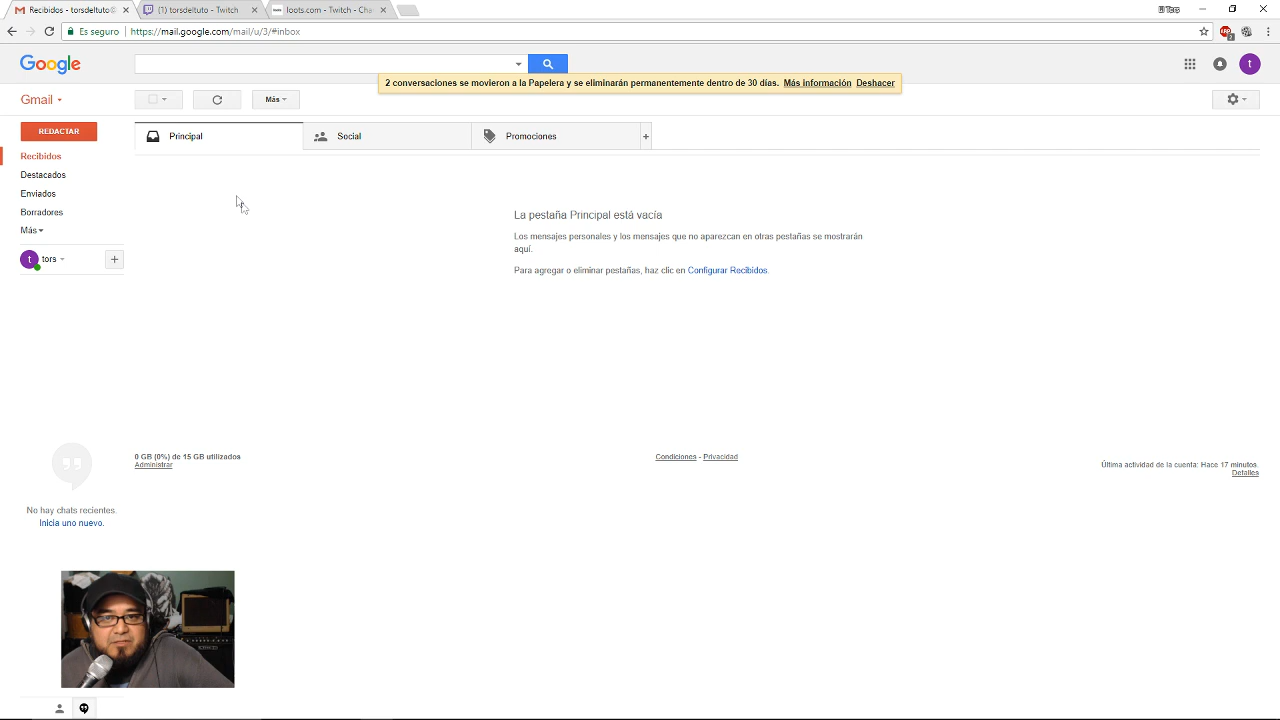 Recibidos - torsdeltuto@
(1) torsdeltuto - Twitch
loots.com - Twitch - Cha
Es seguro
https://mail.google.com/mail/u/3/#inbox
Google
2 conversaciones se movieron a la Papelera y se eliminarán permanentemente dentro de 30 días. Más información Deshacer
t
Gmail
Más
REDACTAR
Principal
Social
Promociones
+
Recibidos
Destacados
Enviados
Borradores
Más
t tors
+
La pestaña Principal está vacía
Los mensajes personales y los mensajes que no aparezcan en otras pestañas se mostrarán
aquí.
Para agregar o eliminar pestañas, haz clic en Configurar Recibidos.
0 GB (0%) de 15 GB utilizados
Administrar
Condiciones - Privacidad
Última actividad de la cuenta: Hace 17 minutos.
Detalles
No hay chats recientes.
Inicia uno nuevo.